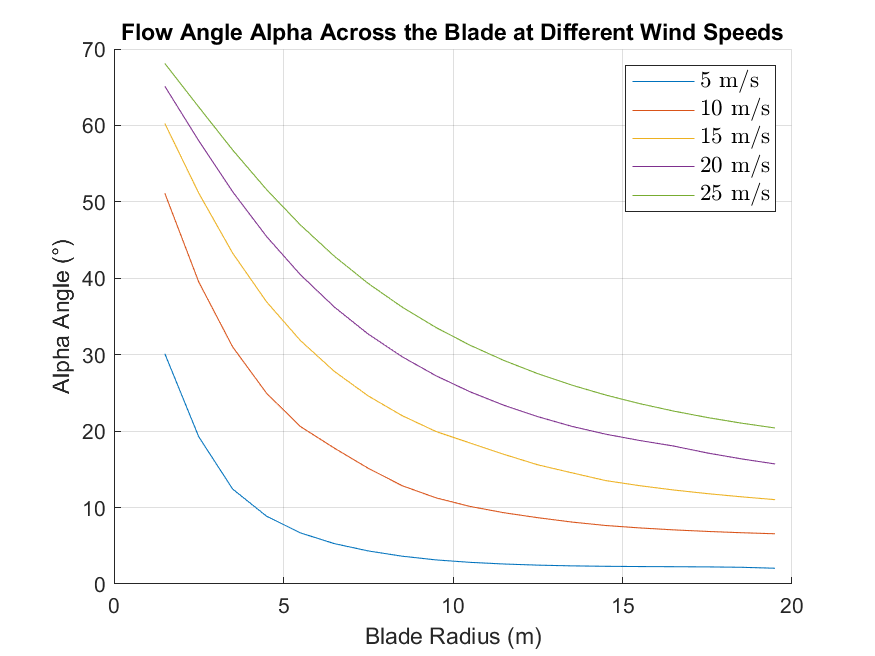 Flow Angle Alpha Across the Blade at Different Wind Speeds
70
60
50
40
30
20
10
0
Alpha Angle (°)
5 m/s
10 m/s
15 m/s
20 m/s
25 m/s
0 5 10 15 20
Blade Radius (m)